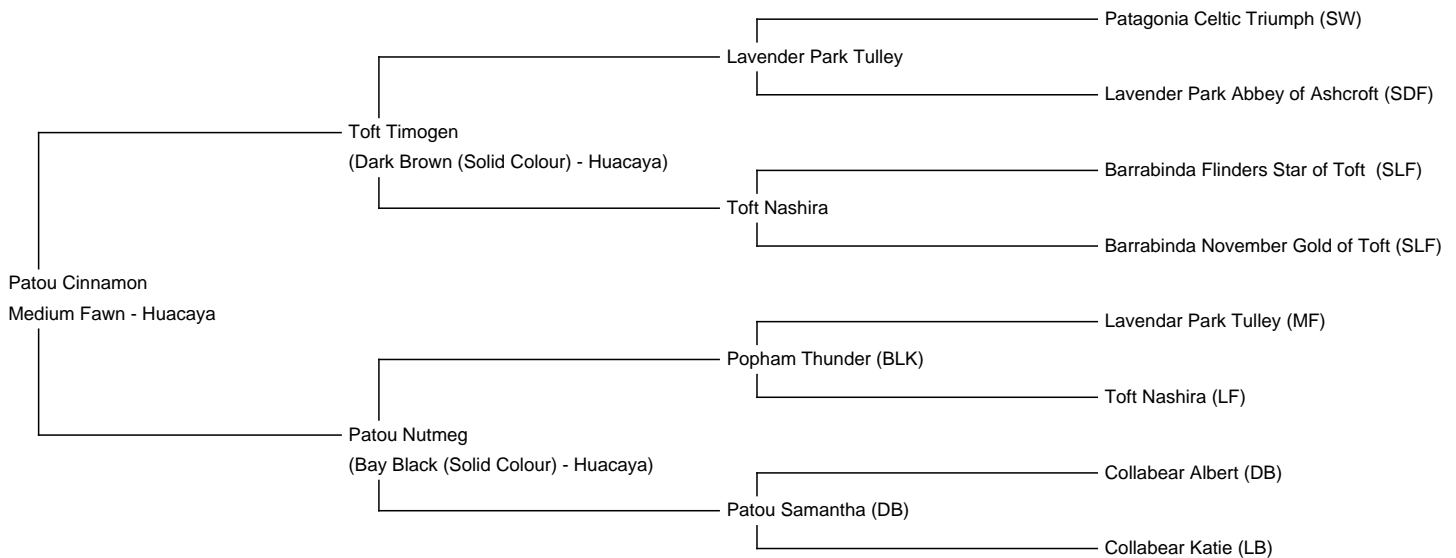 Patagonia Celtic Triumph (SW)
Lavender Park Tulley
Lavender Park Abbey of Ashcroft (SDF)
Toft Timogen
(Dark Brown (Solid Colour) - Huacaya)
Barrabinda Flinders Star of Toft  (SLF)
Toft Nashira
Barrabinda November Gold of Toft (SLF)
Patou Cinnamon
Medium Fawn - Huacaya
Lavendar Park Tulley (MF)
Popham Thunder (BLK)
Toft Nashira (LF)
Patou Nutmeg
(Bay Black (Solid Colour) - Huacaya)
Collabear Albert (DB)
Patou Samantha (DB)
Collabear Katie (LB)